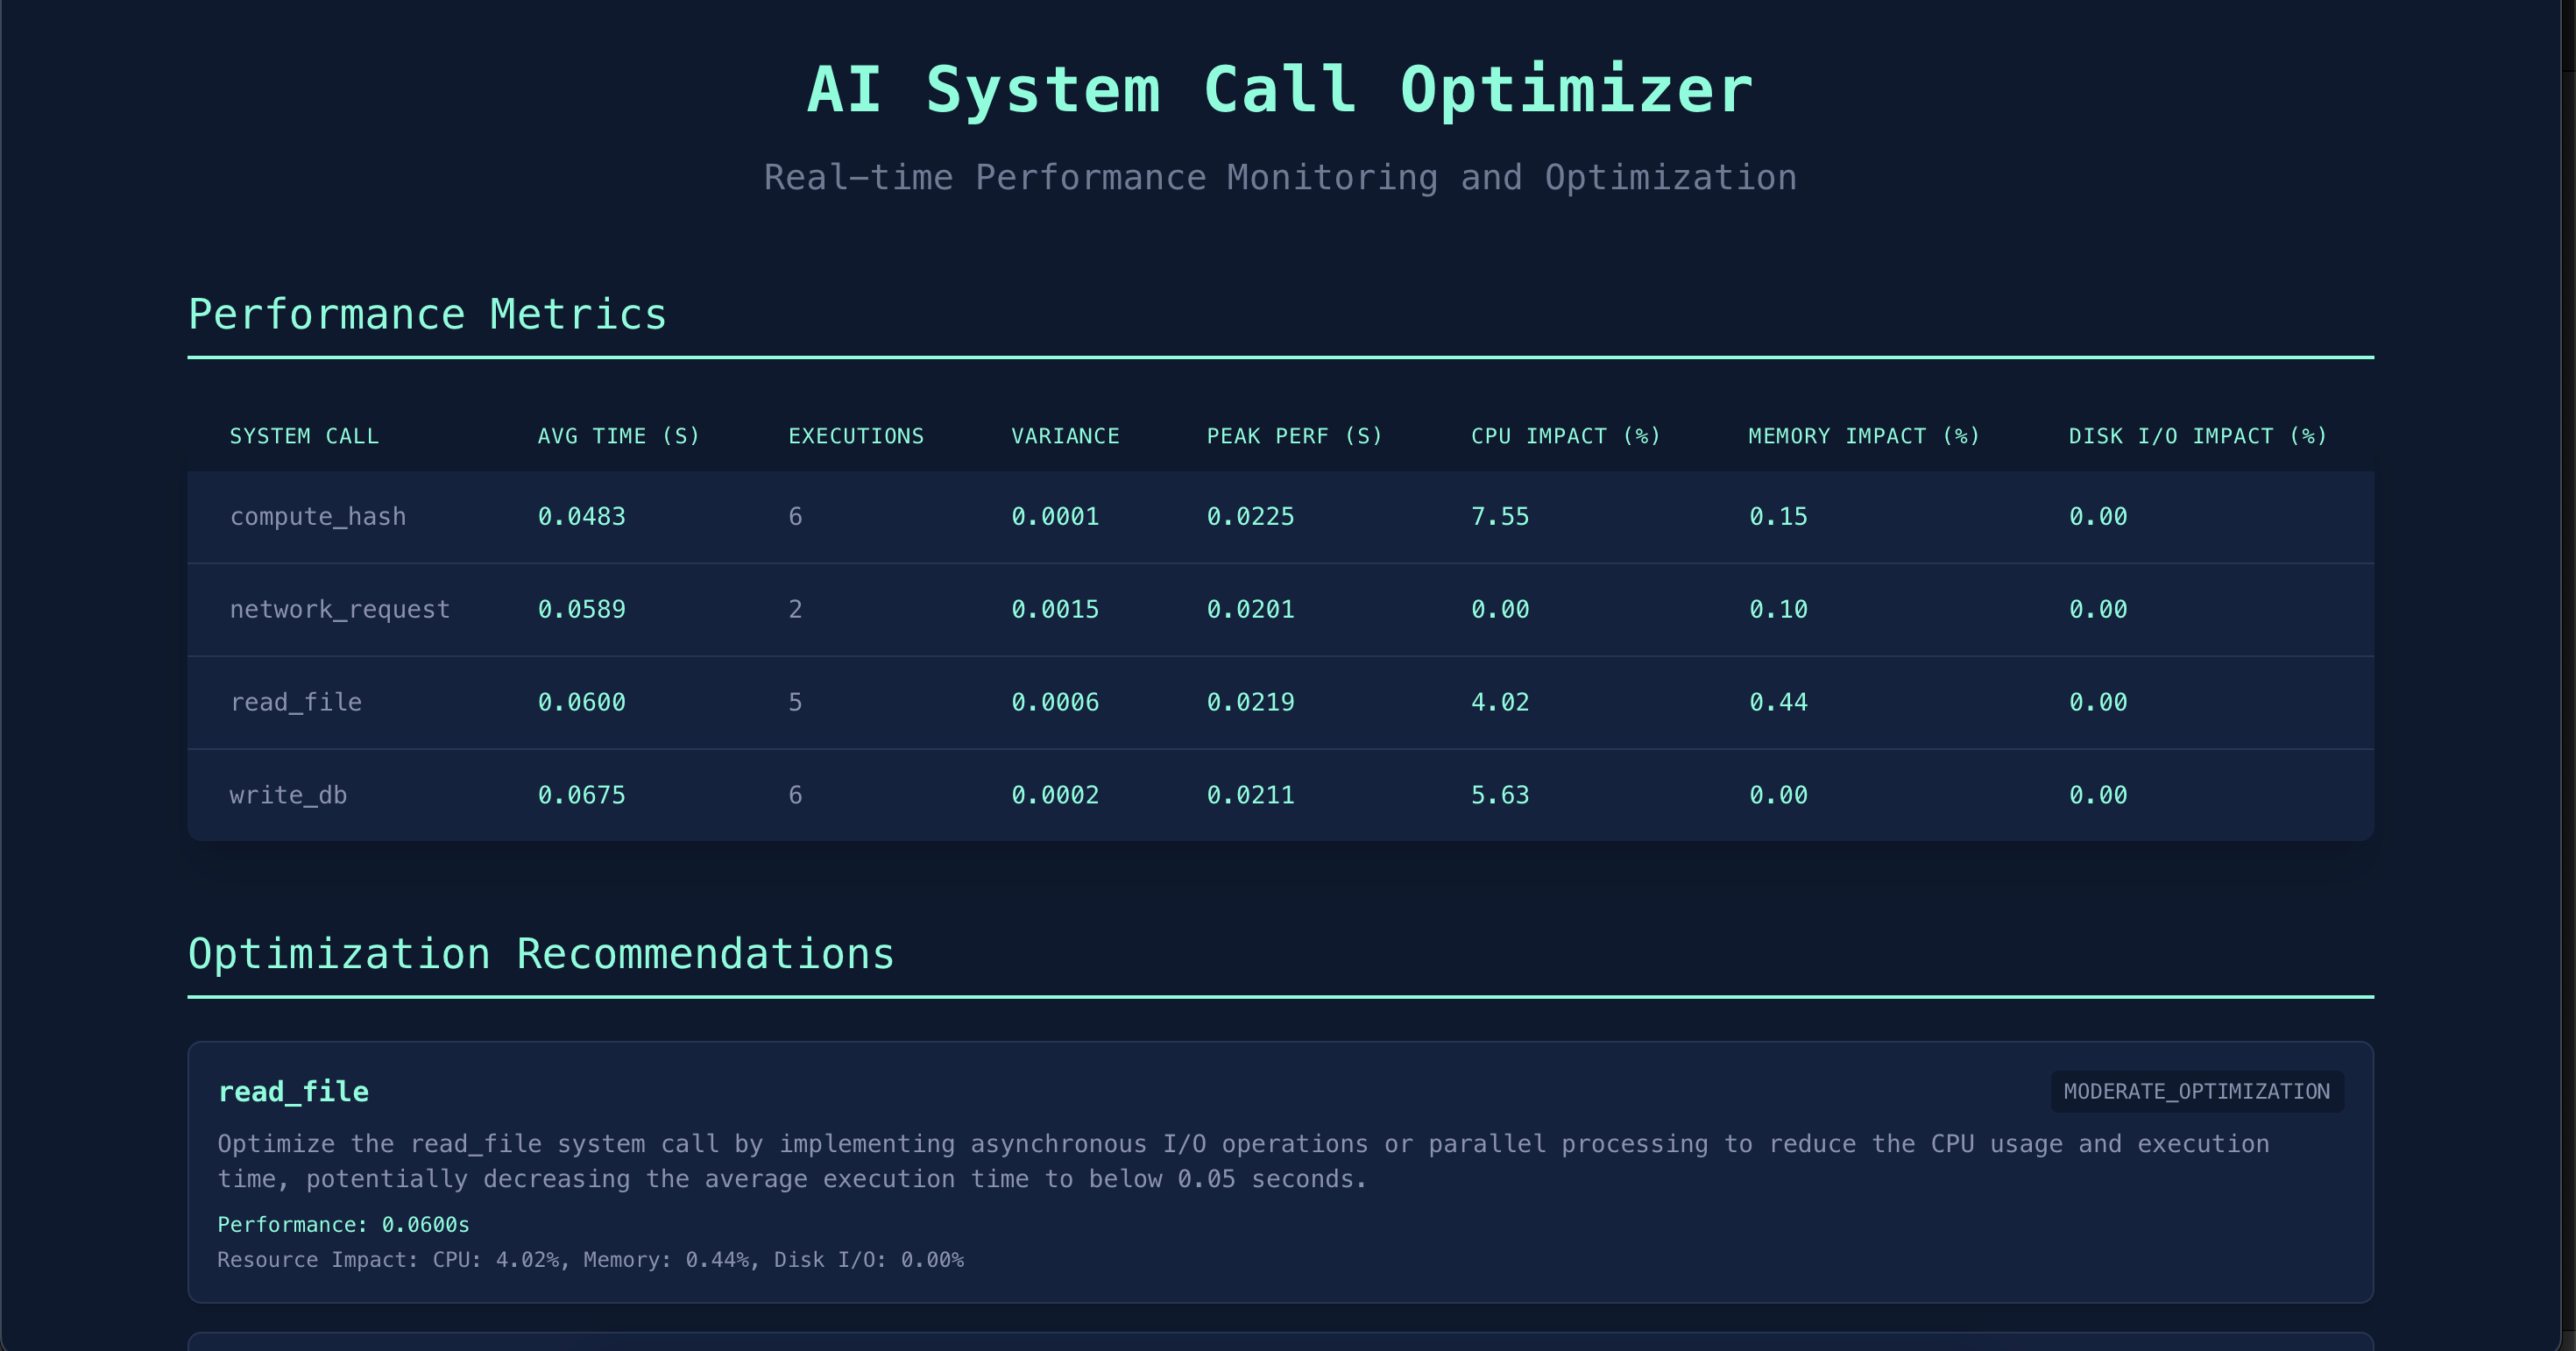 AI System Call Optimizer
Real-time Performance Monitoring and Optimization
Performance Metrics
SYSTEM CALL AVG TIME (S) EXECUTIONS VARIANCE PEAK PERF (S) CPU IMPACT (%) MEMORY IMPACT (%) DISK I/O IMPACT (%)
compute_hash 0.0483 6 0.0001 0.0225 7.55 0.15 0.00
network_request 0.0589 2 0.0015 0.0201 0.00 0.10 0.00
read_file 0.0600 5 0.0006 0.0219 4.02 0.44 0.00
write_db 0.0675 6 0.0002 0.0211 5.63 0.00 0.00
Optimization Recommendations
read_file MODERATE_OPTIMIZATION
Optimize the read_file system call by implementing asynchronous I/O operations or parallel processing to reduce the CPU usage and execution
time, potentially decreasing the average execution time to below 0.05 seconds.
Performance: 0.0600s
Resource Impact: CPU: 4.02%, Memory: 0.44%, Disk I/O: 0.00%